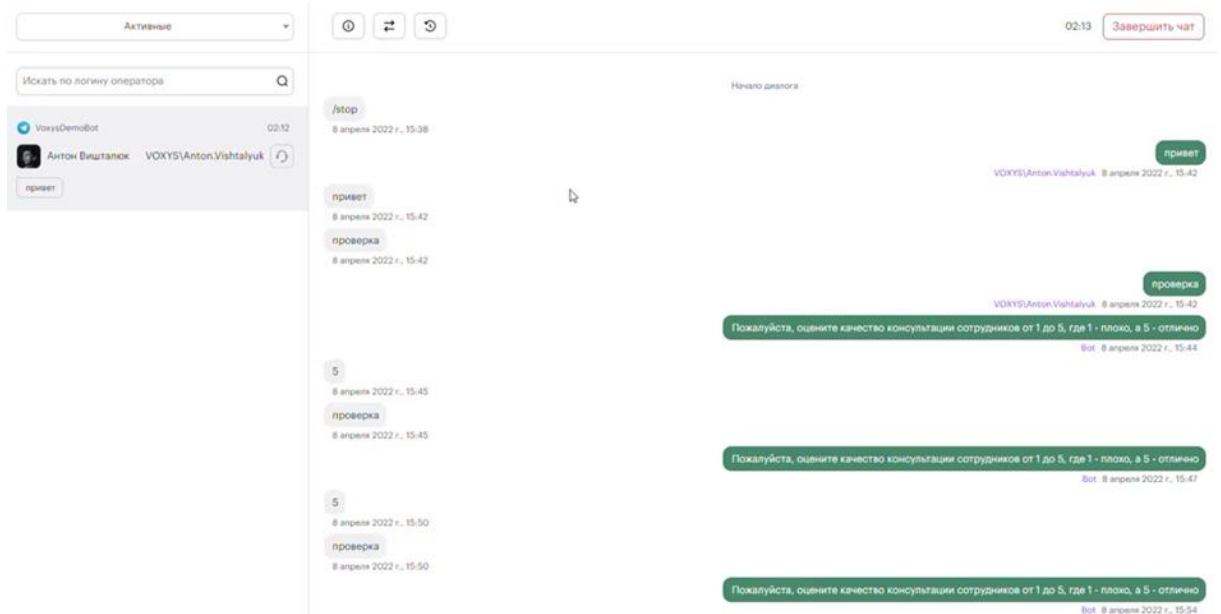 Активные
02:13
Завершить чат
Искать по логину оператора
VoxysDemoBot
02:12
Антон Вишталюк
VOXYS\Anton.Vishtalyuk
привет
Начало диалога
/stop
8 апреля 2022 г., 15:38
привет
VOXYS\Anton.Vishtalyuk 8 апреля 2022 г., 15:42
привет
8 апреля 2022 г., 15:42
проверка
8 апреля 2022 г., 15:42
проверка
VOXYS\Anton.Vishtalyuk 8 апреля 2022 г., 15:42
Пожалуйста, оцените качество консультации сотрудников от 1 до 5, где 1 - плохо, а 5 - отлично
Bot 8 апреля 2022 г., 15:44
5
8 апреля 2022 г., 15:45
проверка
8 апреля 2022 г., 15:45
Пожалуйста, оцените качество консультации сотрудников от 1 до 5, где 1 - плохо, а 5 - отлично
Bot 8 апреля 2022 г., 15:47
5
8 апреля 2022 г., 15:50
проверка
8 апреля 2022 г., 15:50
Пожалуйста, оцените качество консультации сотрудников от 1 до 5, где 1 - плохо, а 5 - отлично
Bot 8 апреля 2022 г., 15:54